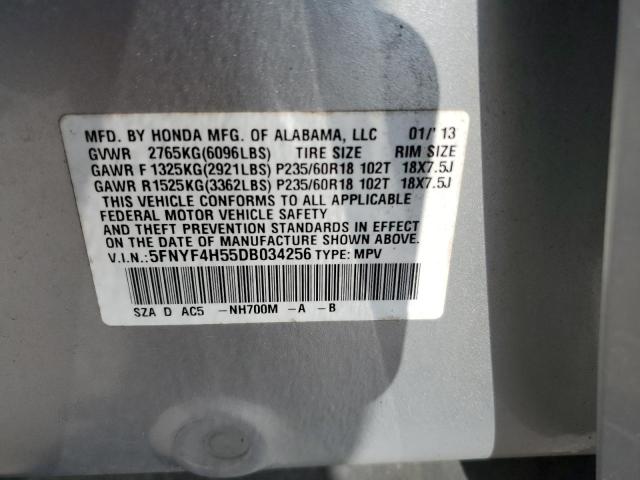 MFD. BY HONDA MFG. OF ALABAMA, LLC 01/'13
GVWR 2765KG(6096LBS) TIRE SIZE RIM SIZE
GAWR F 1325KG(2921LBS) P235/60R18 102T 18X7.5J
GAWR R1525KG(3362LBS) P235/60R18 102T 18X7.5J
THIS VEHICLE CONFORMS TO ALL APPLICABLE
FEDERAL MOTOR VEHICLE SAFETY
AND THEFT PREVENTION STANDARDS IN EFFECT
ON THE DATE OF MANUFACTURE SHOWN ABOVE.
V.I.N.:5FNYF4H55DB034256 TYPE: MPV
SZA D AC5 -NH700M -A -B